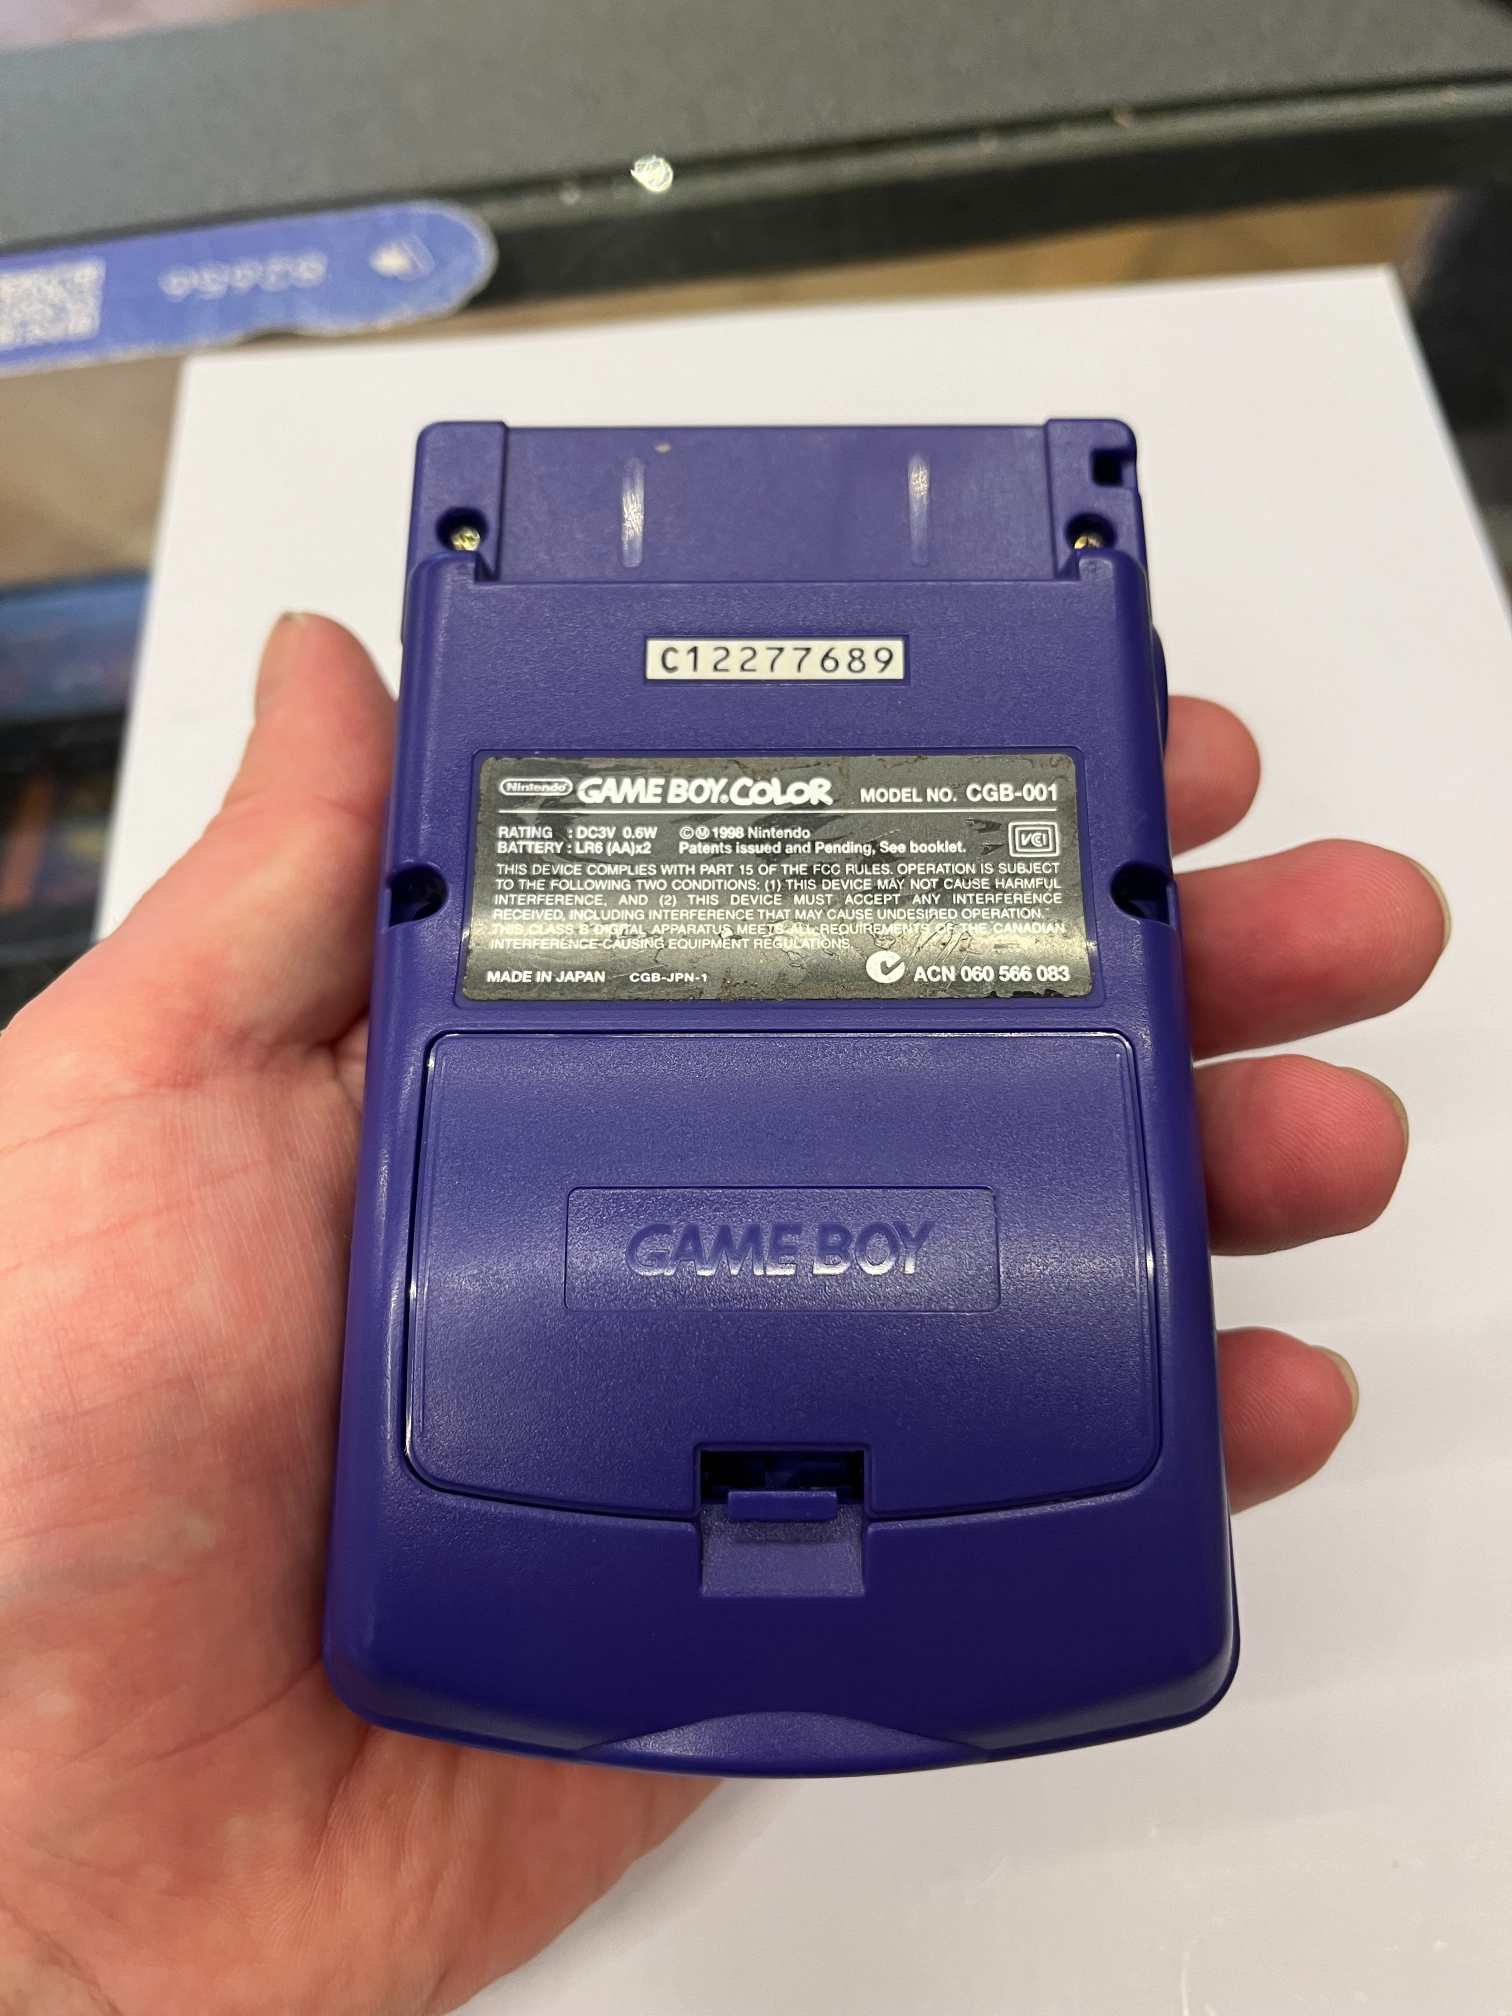 C12277689
Nintendo GAME BOY COLOR MODEL NO. CGB-001
RATING : DC3V 0.6W ©Ⓜ1998 Nintendo
BATTERY : LR6 (AA)x2 Patents issued and Pending, See booklet.
VCI
THIS DEVICE COMPLIES WITH PART 15 OF THE FCC RULES. OPERATION IS SUBJECT
TO THE FOLLOWING TWO CONDITIONS: (1) THIS DEVICE MAY NOT CAUSE HARMFUL
INTERFERENCE, AND (2) THIS DEVICE MUST ACCEPT ANY INTERFERENCE
RECEIVED, INCLUDING INTERFERENCE THAT MAY CAUSE UNDESIRED OPERATION.
THIS CLASS B DIGITAL APPARATUS MEETS ALL REQUIREMENTS OF THE CANADIAN
INTERFERENCE-CAUSING EQUIPMENT REGULATIONS.
MADE IN JAPAN CGB-JPN-1 ACN 060 566 083
GAME BOY